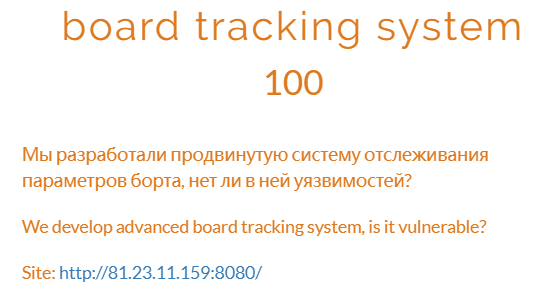 board tracking system
100
Мы разработали продвинутую систему отслеживания
параметров борта, нет ли в ней уязвимостей?
We develop advanced board tracking system, is it vulnerable?
Site: http://81.23.11.159:8080/